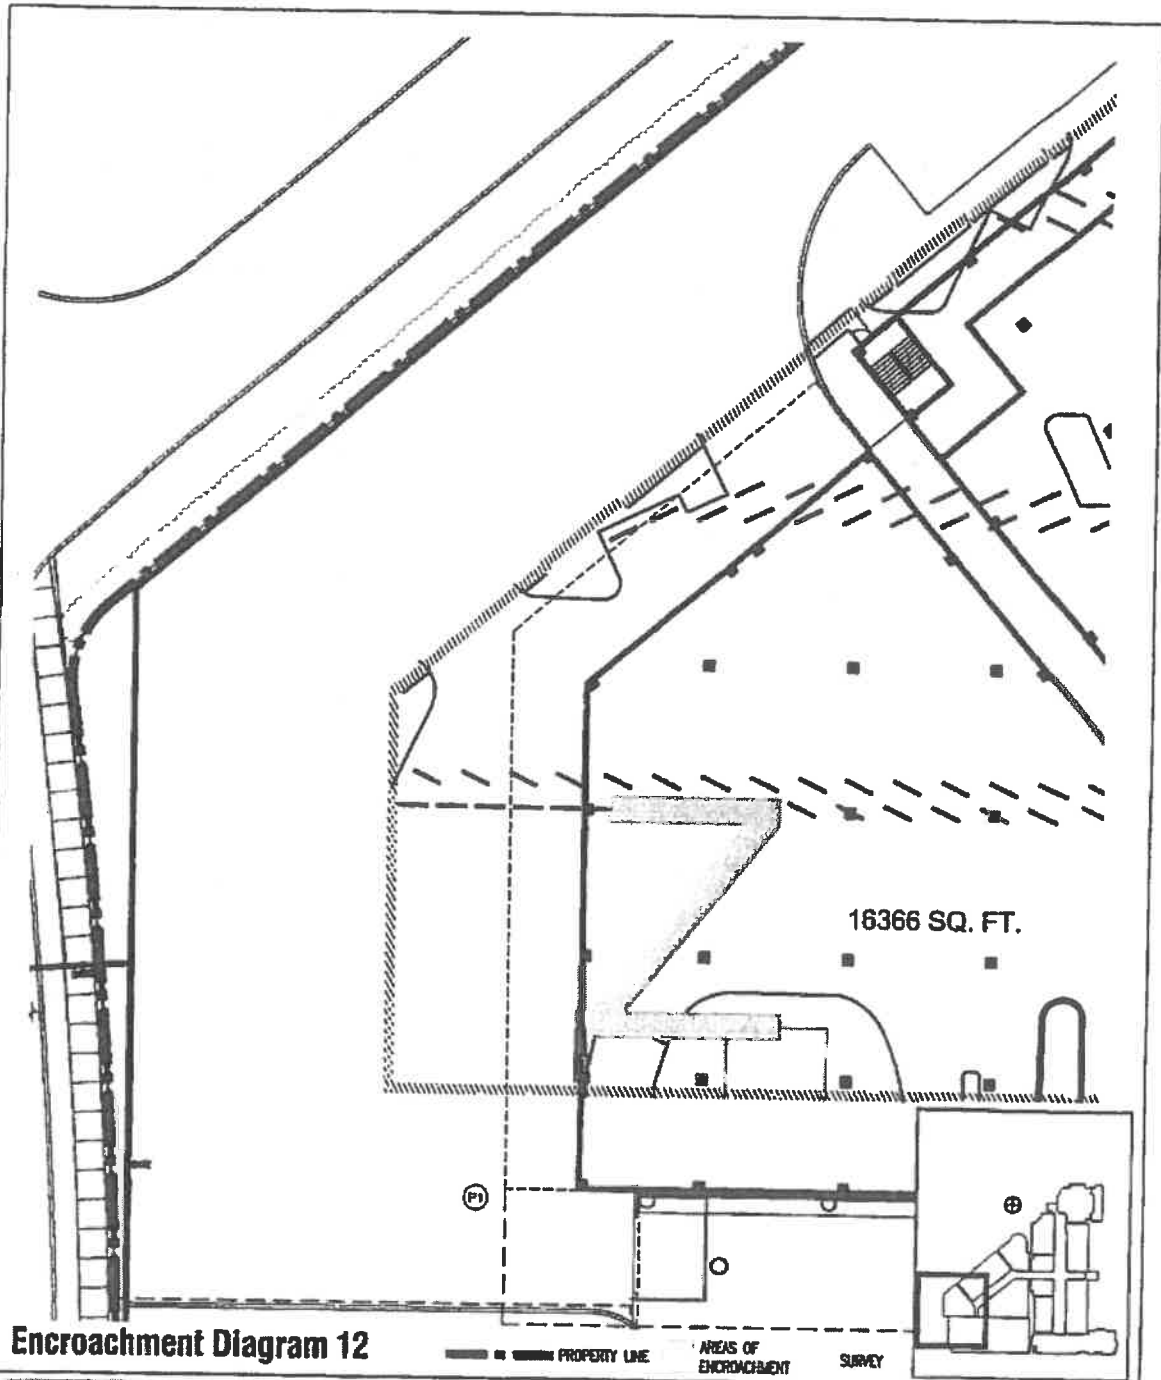 16366 SQ. FT.
P1
Encroachment Diagram 12
PROPERTY LINE
AREAS OF
ENCROACHMENT
SURVEY